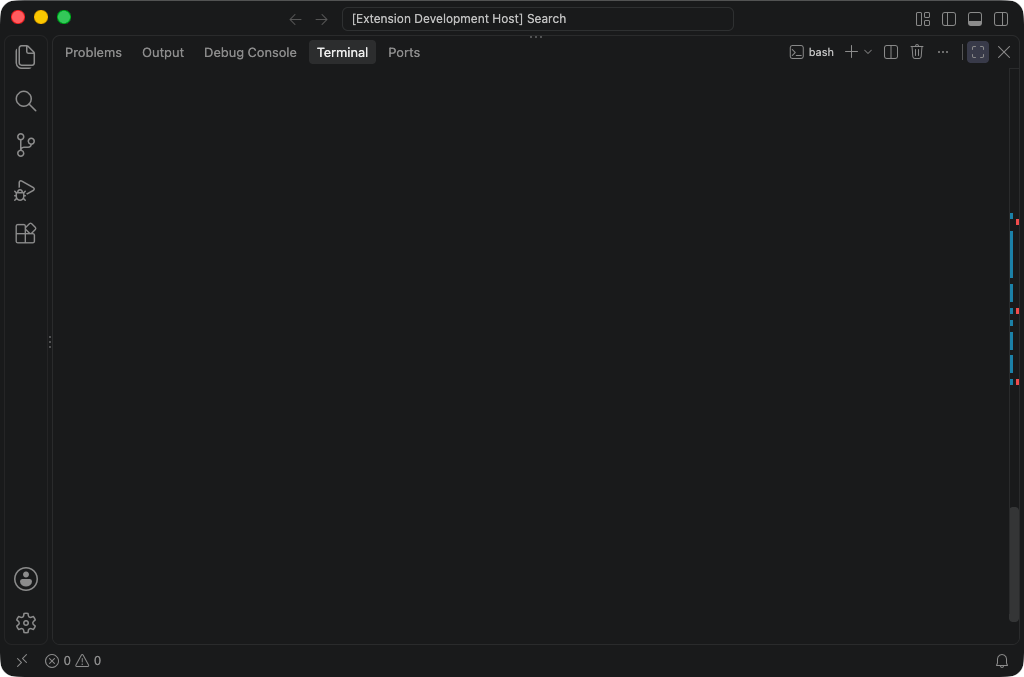 [Extension Development Host] Search
Problems Output Debug Console Terminal Ports bash
0 0